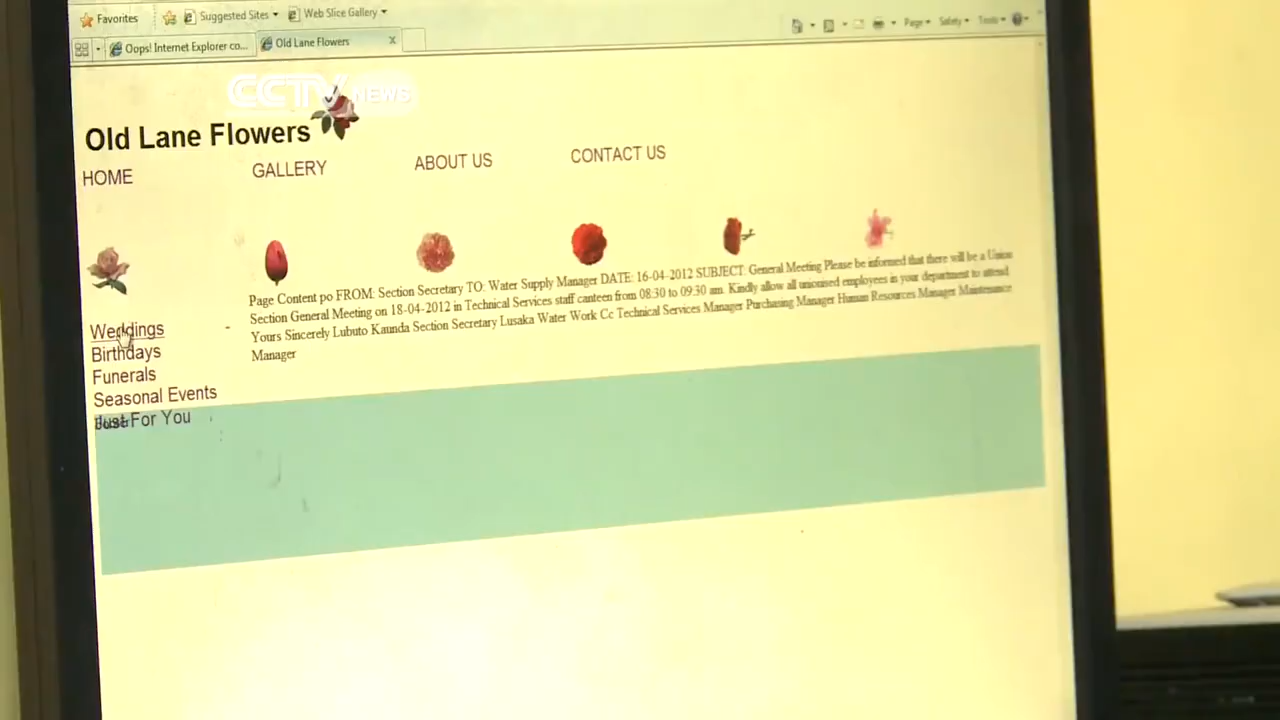 Favorites Suggested Sites Web Slice Gallery Page Safety Tools
Oops! Internet Explorer co... Old Lane Flowers x
CCTV NEWS
Old Lane Flowers
HOME GALLERY ABOUT US CONTACT US
Page Content po FROM: Section Secretary TO: Water Supply Manager DATE: 16-04-2012 SUBJECT: General Meeting Please be informed that there will be a Union
Section General Meeting on 18-04-2012 in Technical Services staff canteen from 08:30 to 09:30 am. Kindly allow all unionised employees in your department to attend
Yours Sincerely Lubuto Kaunda Section Secretary Lusaka Water Work Cc Technical Services Manager Purchasing Manager Human Resources Manager Maintenance
Manager
Weddings
Birthdays
Funerals
Seasonal Events
Just For You